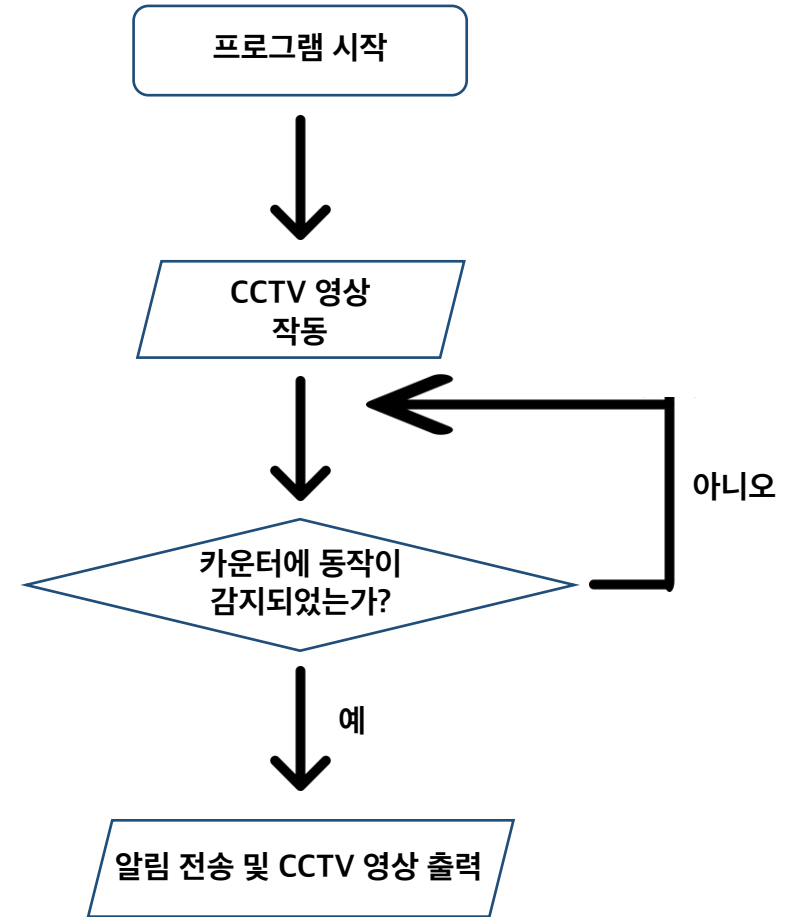 프로그램 시작
CCTV 영상
작동
아니오
카운터에 동작이
감지되었는가?
예
알림 전송 및 CCTV 영상 출력